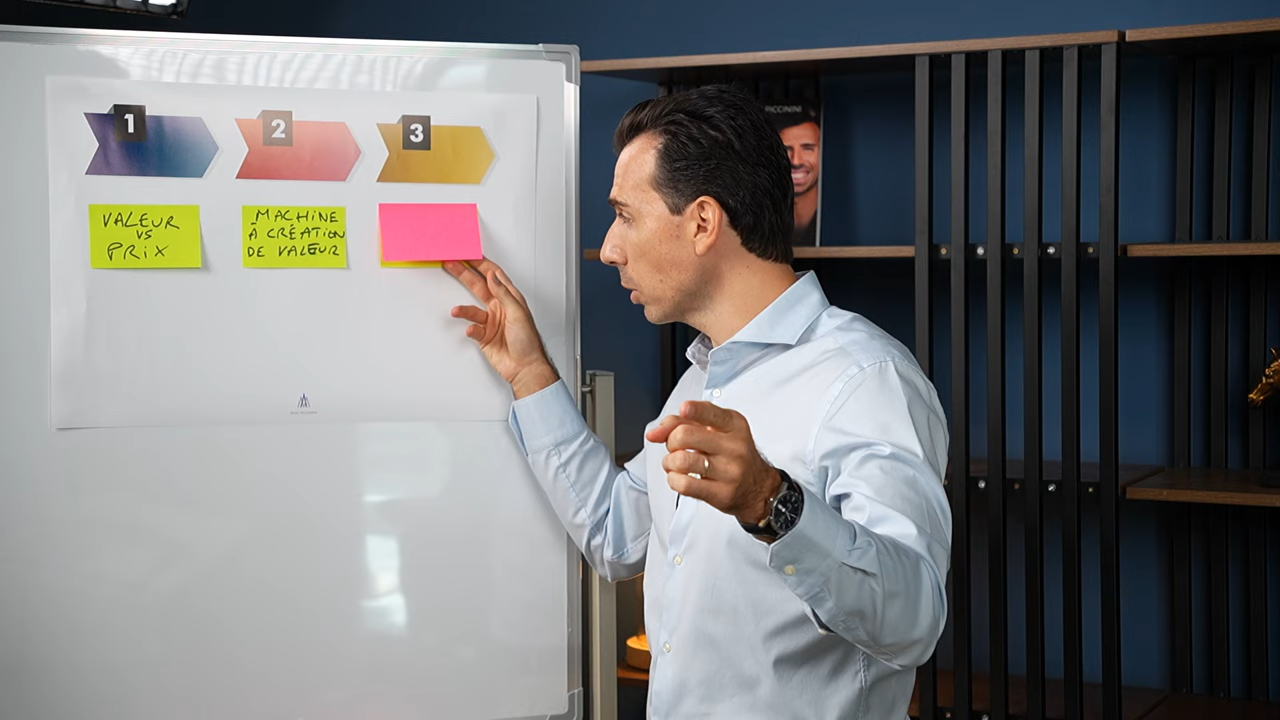 1
2
3
VALEUR
VS
PRIX
MACHINE
À CRÉATION
DE VALEUR